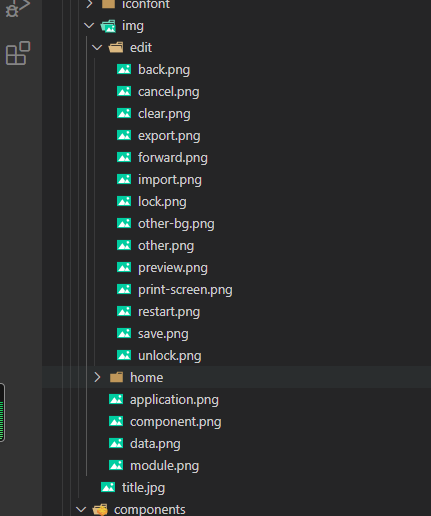 iconfont
img
edit
back.png
cancel.png
clear.png
export.png
forward.png
import.png
lock.png
other-bg.png
other.png
preview.png
print-screen.png
restart.png
save.png
unlock.png
home
application.png
component.png
data.png
module.png
title.jpg
components